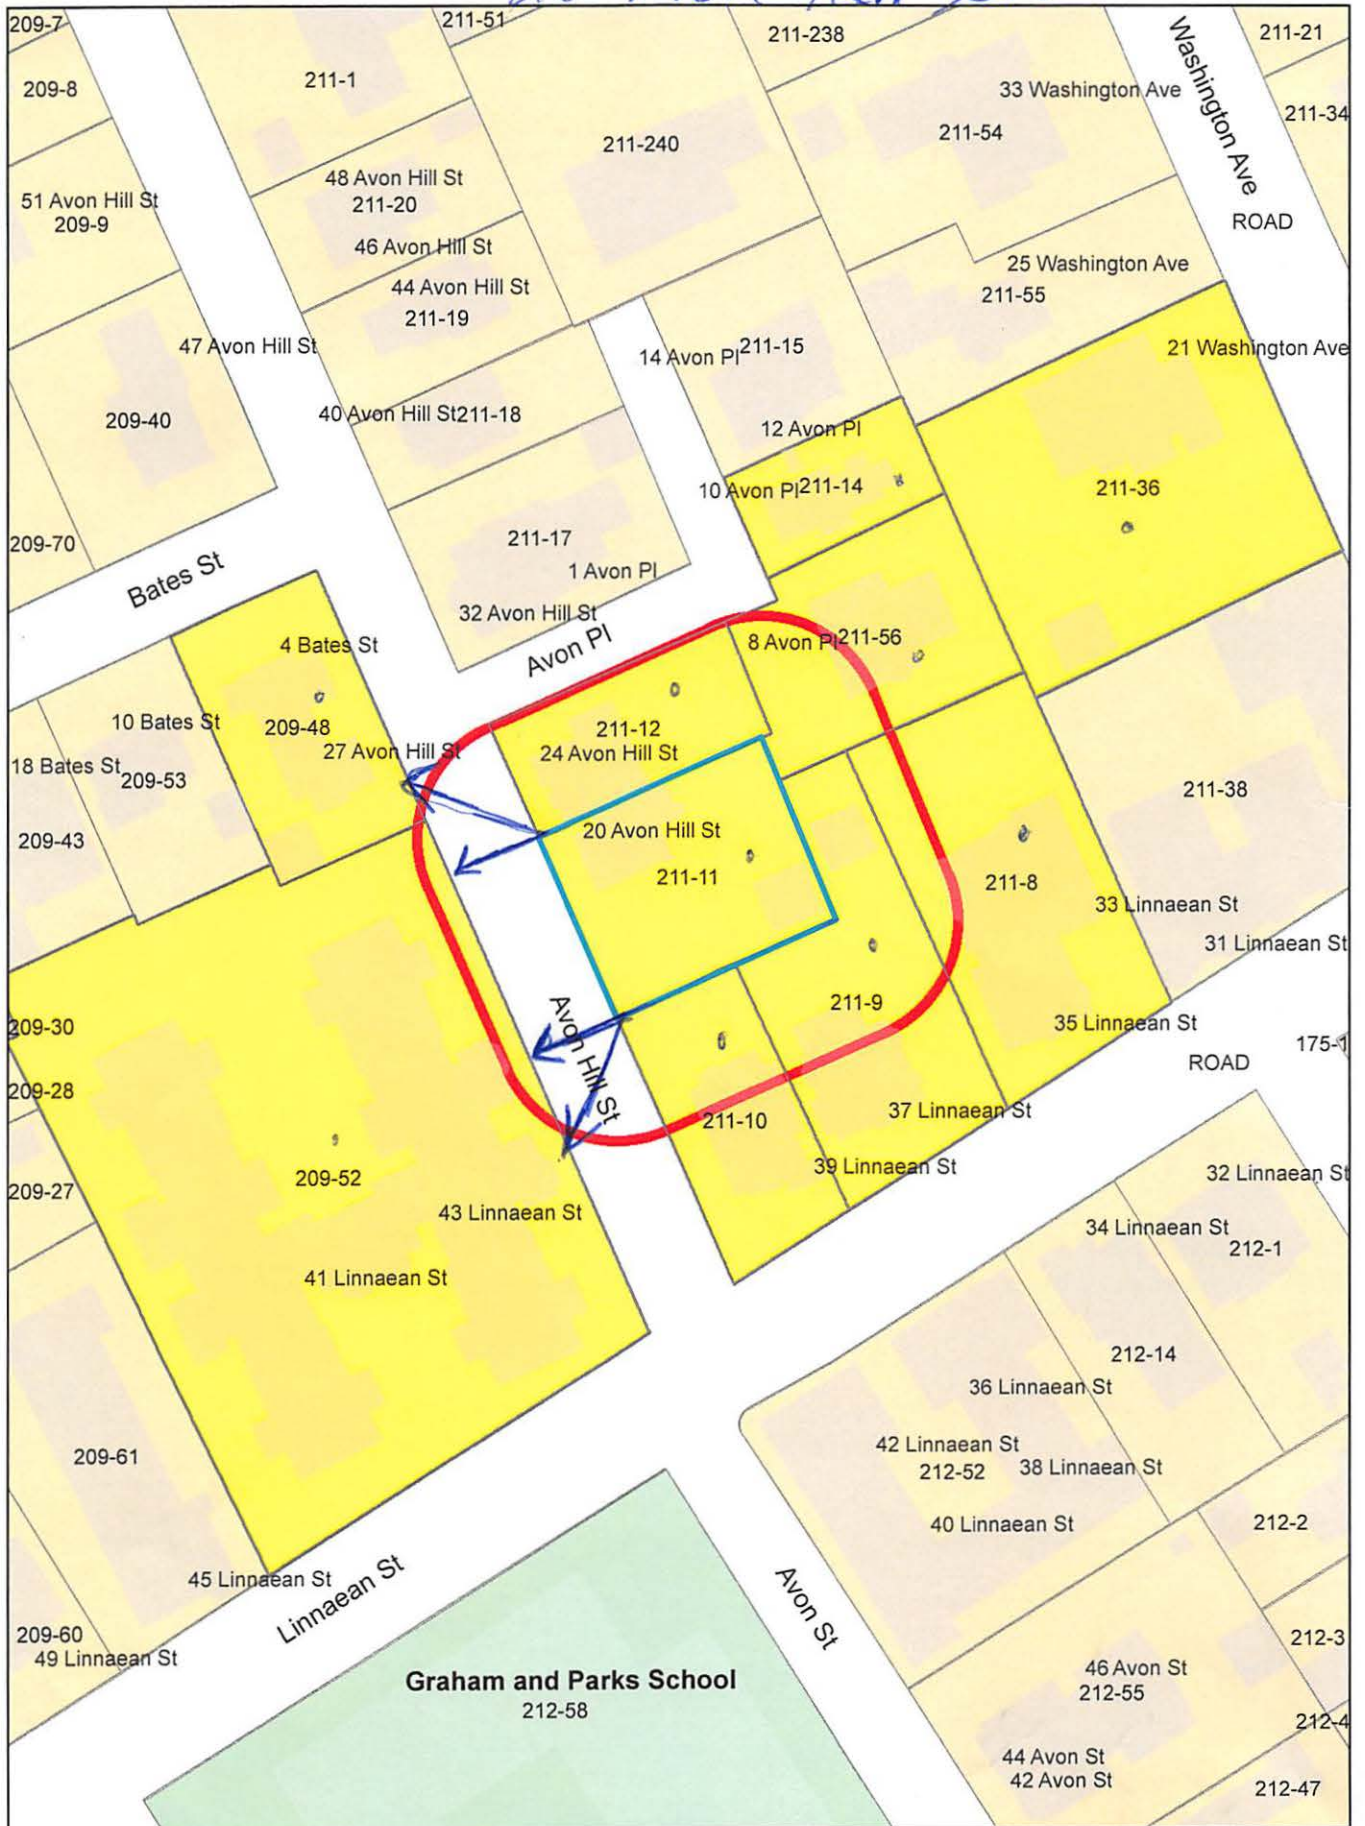 209-7
211-51
211-238
Washington Ave
211-21
209-8
211-1
33 Washington Ave
211-34
211-54
211-240
48 Avon Hill St
211-20
51 Avon Hill St
209-9
46 Avon Hill St
ROAD
25 Washington Ave
211-55
44 Avon Hill St
211-19
47 Avon Hill St
14 Avon Pl
211-15
21 Washington Ave
209-40
40 Avon Hill St
211-18
12 Avon Pl
10 Avon Pl
211-14
211-36
209-70
211-17
1 Avon Pl
Bates St
32 Avon Hill St
Avon Pl
4 Bates St
8 Avon Pl
211-56
10 Bates St
209-48
211-12
27 Avon Hill St
24 Avon Hill St
18 Bates St
209-53
211-38
209-43
20 Avon Hill St
211-11
211-8
33 Linnaean St
31 Linnaean St
211-9
Avon Hill St
209-30
35 Linnaean St
175-1
ROAD
209-28
211-10
37 Linnaean St
39 Linnaean St
209-52
209-27
32 Linnaean St
43 Linnaean St
34 Linnaean St
212-1
41 Linnaean St
212-14
36 Linnaean St
209-61
42 Linnaean St
212-52
38 Linnaean St
40 Linnaean St
212-2
45 Linnaean St
Linnaean St
Avon St
209-60
49 Linnaean St
212-3
Graham and Parks School
212-58
46 Avon St
212-55
212-4
44 Avon St
42 Avon St
212-47